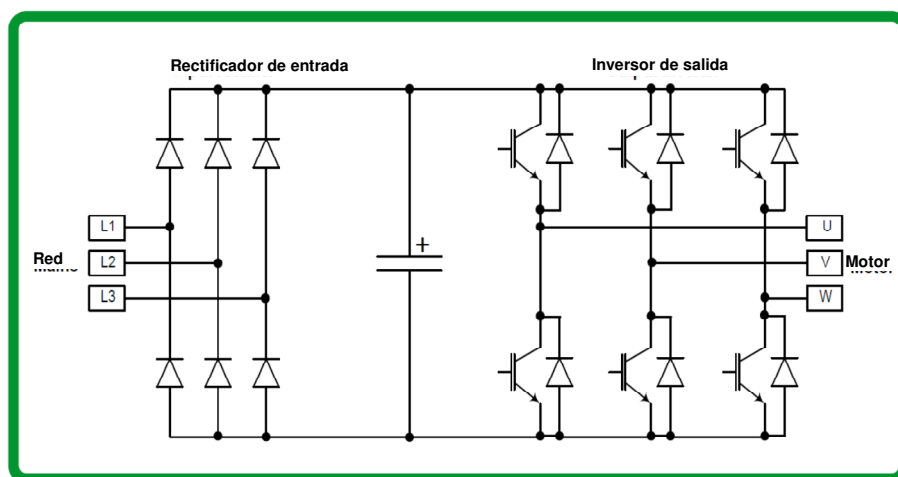 Rectificador de entrada
Inversor de salida
L1
U
Red
L2
V
Motor
L3
W
+